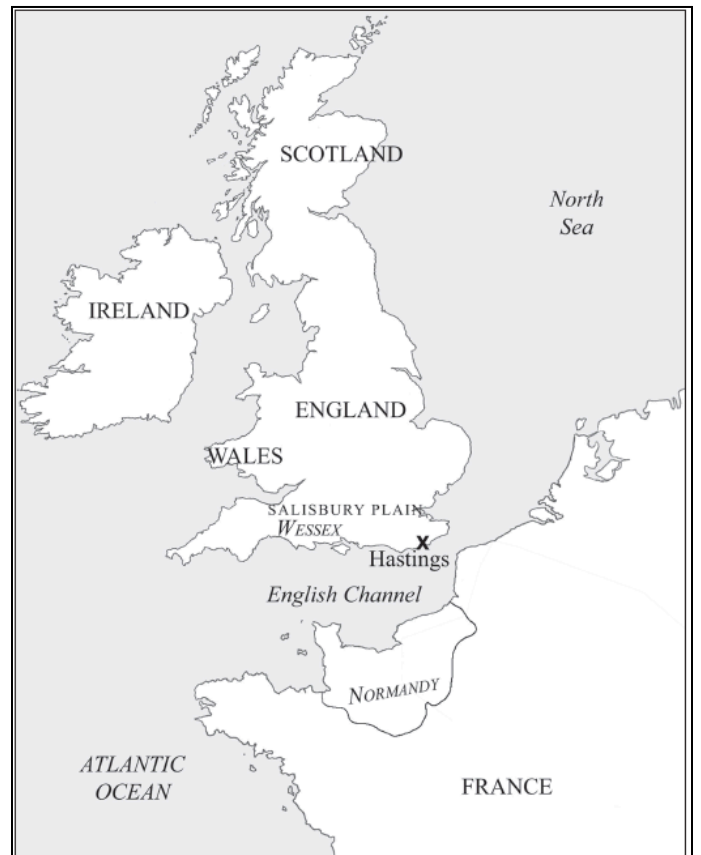 SCOTLAND
North
Sea
IRELAND
ENGLAND
WALES
SALISBURY PLAIN
WESSEX
X
Hastings
English Channel
NORMANDY
ATLANTIC
OCEAN
FRANCE